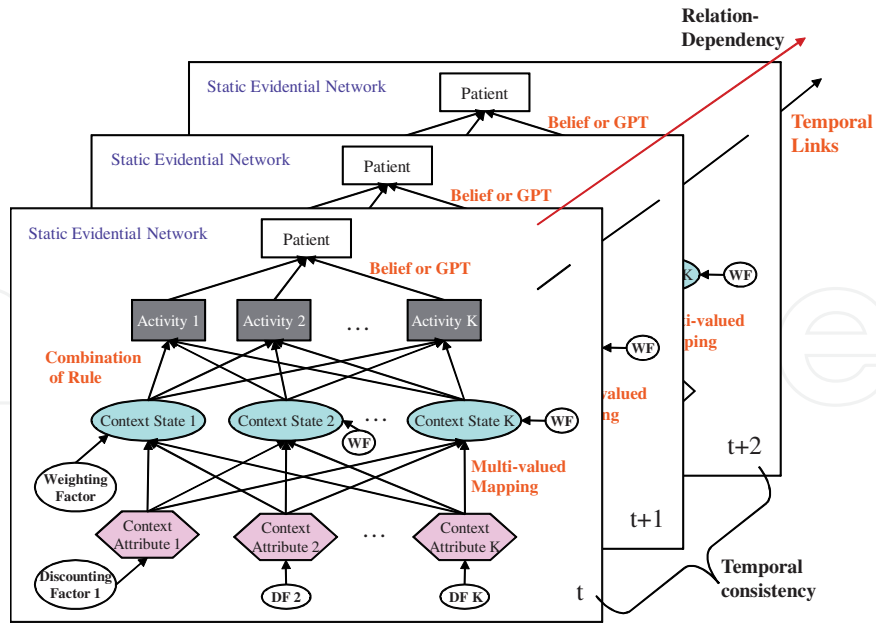 Relation-
Dependency
Static Evidential Network
Patient
Belief or GPT
Temporal
Links
Static Evidential Network
Patient
Belief or GPT
Static Evidential Network
Patient
Belief or GPT
Activity 1
Activity 2
...
Activity K
K
WF
WF
Combination
of Rule
Context State 1
Context State 2
...
Context State K
WF
WF
Weighting
Factor
Multi-valued
Mapping
t+2
t+1
Context
Attribute 1
Context
Attribute 2
...
Context
Attribute K
Discounting
Factor 1
DF 2
DF K
t
Temporal
consistency